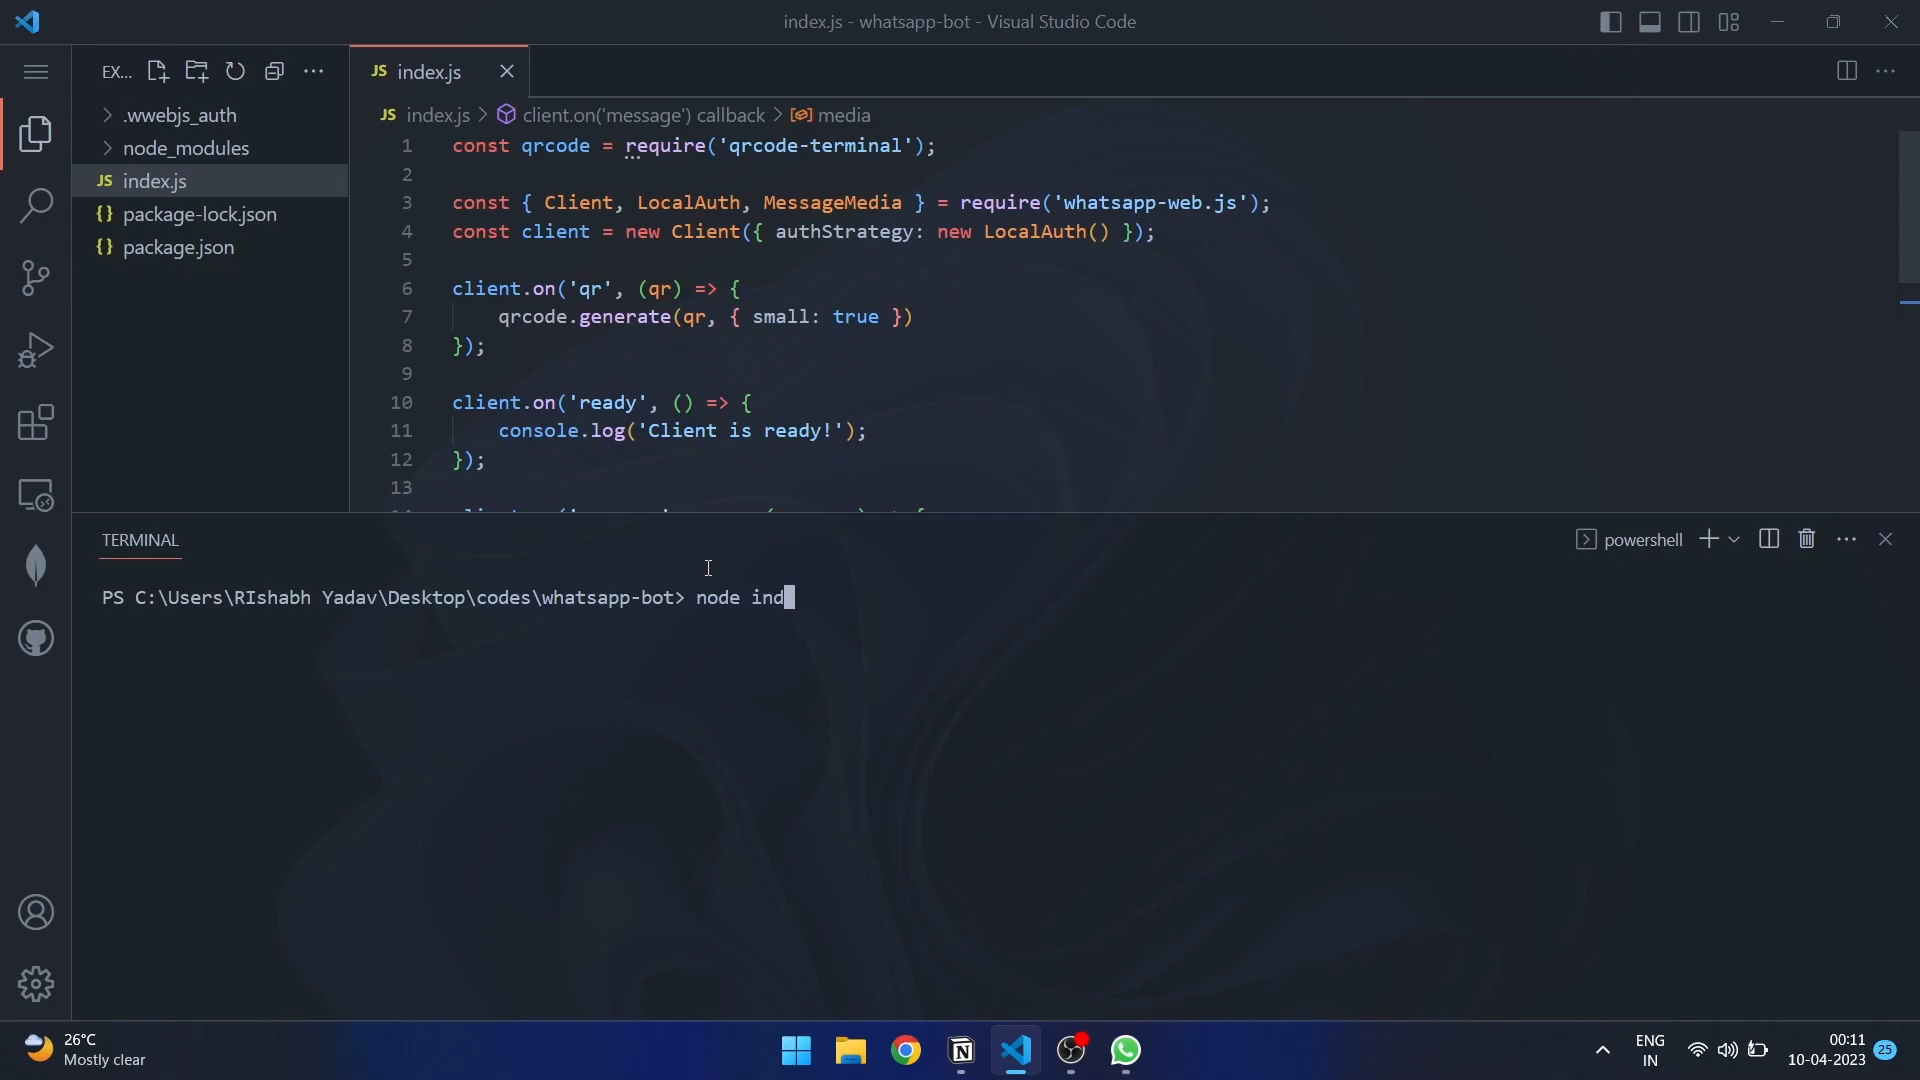 index.js - whatsapp-bot - Visual Studio Code
EX...
JS index.js
.wwebjs_auth
node_modules
JS index.js
{} package-lock.json
{} package.json
JS index.js > client.on('message') callback > media
1 const qrcode = require('qrcode-terminal');
2
3 const { Client, LocalAuth, MessageMedia } = require('whatsapp-web.js');
4 const client = new Client({ authStrategy: new LocalAuth() });
5
6 client.on('qr', (qr) => {
7 qrcode.generate(qr, { small: true })
8 });
9
10 client.on('ready', () => {
11 console.log('Client is ready!');
12 });
13
TERMINAL
powershell
PS C:\Users\RIshabh Yadav\Desktop\codes\whatsapp-bot> node ind
26°C
Mostly clear
ENG
IN
00:11
10-04-2023
25